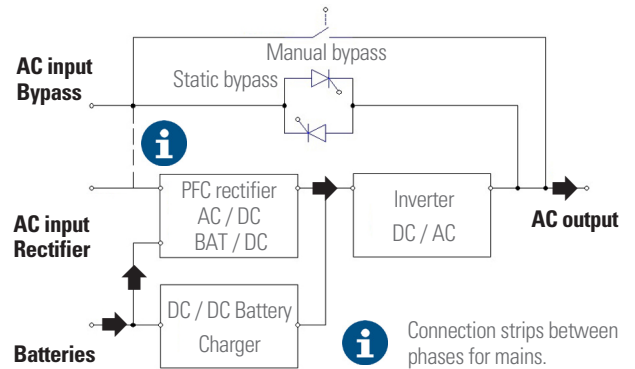 Manual bypass
AC input
Bypass
Static bypass
i
PFC rectifier
AC / DC
BAT / DC
Inverter
DC / AC
AC input
Rectifier
AC output
DC / DC Battery
Charger
Batteries
i
Connection strips between
phases for mains.